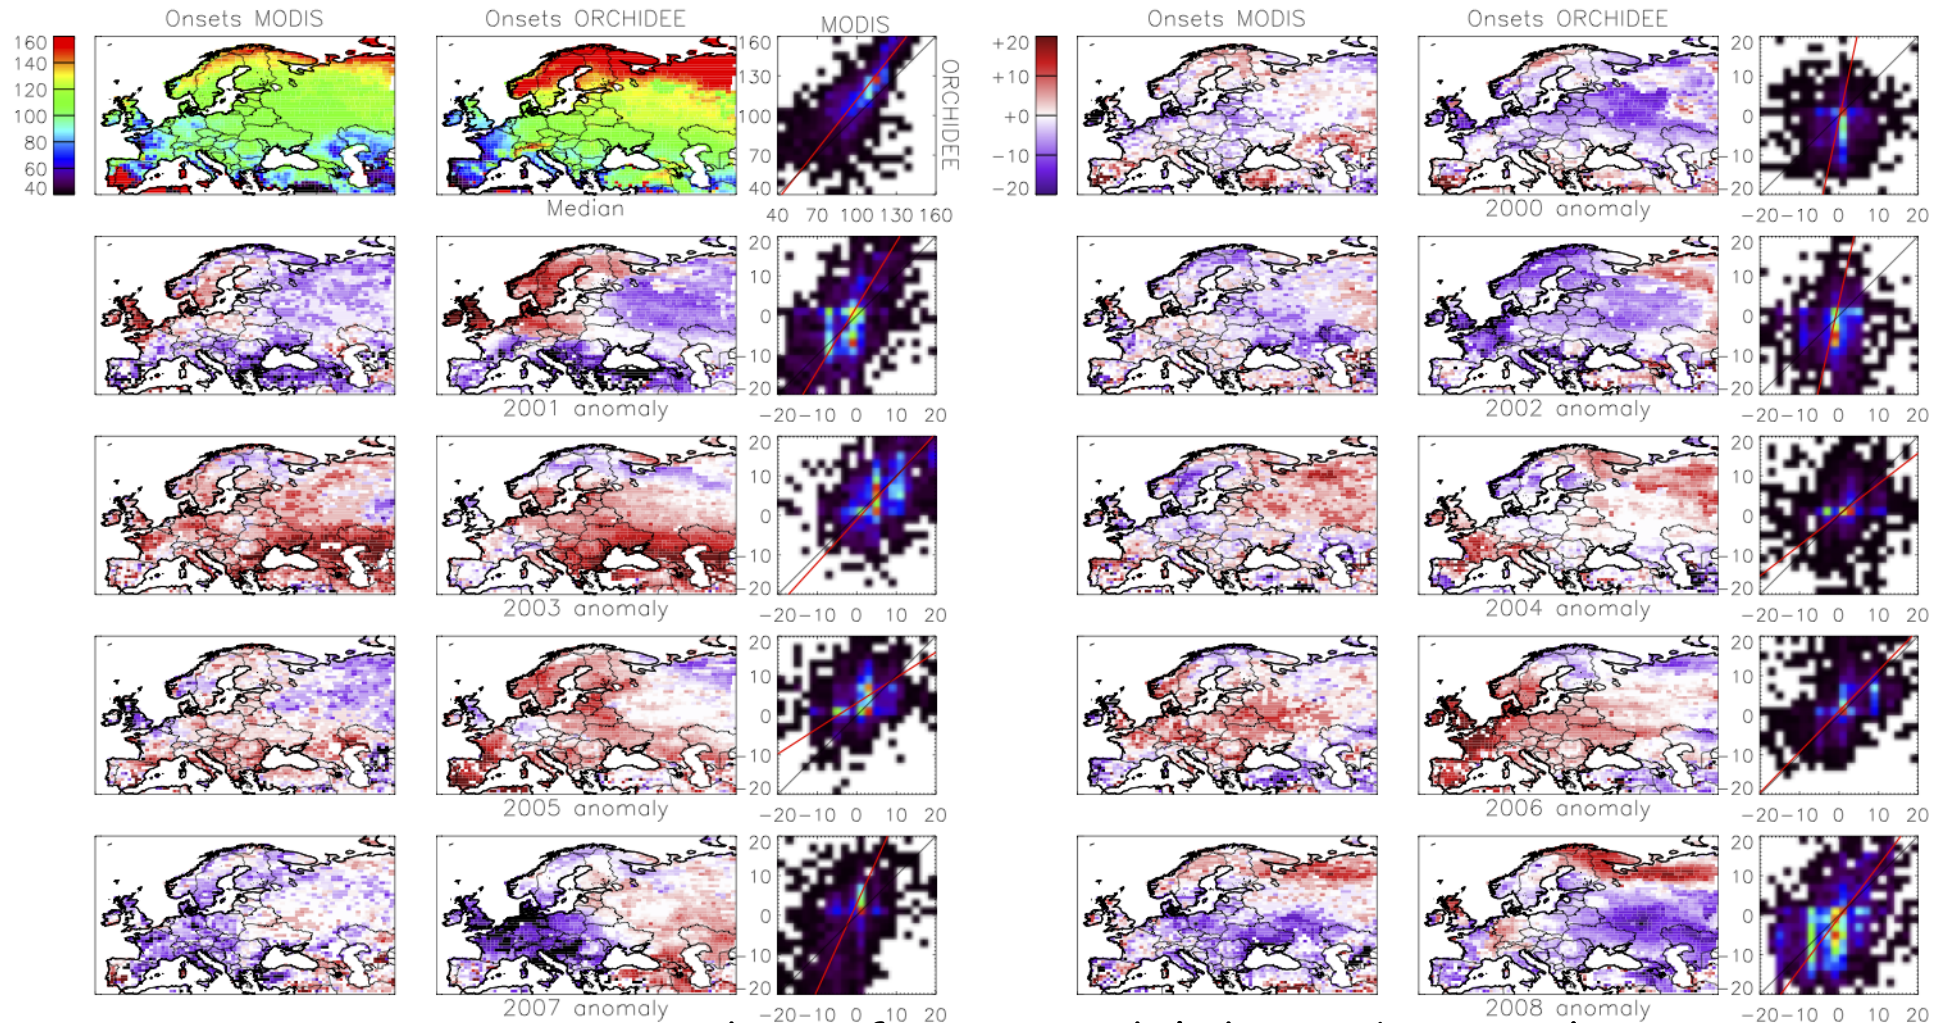 Onsets MODIS Onsets ORCHIDEE MODIS Onsets MODIS Onsets ORCHIDEE
160 140 120 100 80 60 40
160 130 100 70 40
ORCHIDEE
+20 +10 +0 −10 −20
20 10 0 −10 −20
Median
40 70 100 130 160
2000 anomaly
−20 −10 0 10 20
20 10 0 −10 −20
20 10 0 −10 −20
2001 anomaly
−20 −10 0 10 20
2002 anomaly
−20 −10 0 10 20
20 10 0 −10 −20
20 10 0 −10 −20
2003 anomaly
−20 −10 0 10 20
2004 anomaly
−20 −10 0 10 20
20 10 0 −10 −20
20 10 0 −10 −20
2005 anomaly
−20 −10 0 10 20
2006 anomaly
−20 −10 0 10 20
20 10 0 −10 −20
20 10 0 −10 −20
2007 anomaly
−20 −10 0 10 20
2008 anomaly
−20 −10 0 10 20